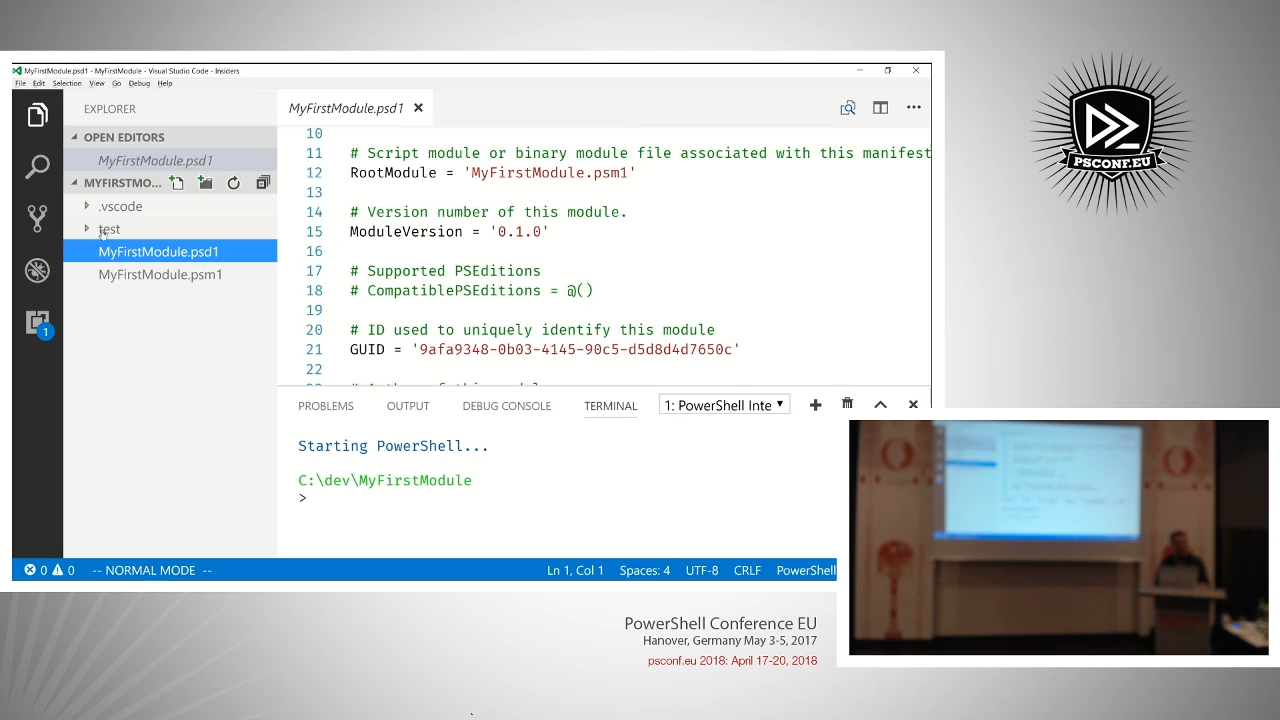 MyFirstModule.psd1 - MyFirstModule - Visual Studio Code - Insiders
File Edit Selection View Go Debug Help
EXPLORER
OPEN EDITORS
MyFirstModule.psd1
MYFIRSTMO...
.vscode
test
MyFirstModule.psd1
MyFirstModule.psm1
1
MyFirstModule.psd1
10
11 # Script module or binary module file associated with this manifest
12 RootModule = 'MyFirstModule.psm1'
13
14 # Version number of this module.
15 ModuleVersion = '0.1.0'
16
17 # Supported PSEditions
18 # CompatiblePSEditions = @()
19
20 # ID used to uniquely identify this module
21 GUID = '9afa9348-0b03-4145-90c5-d5d8d4d7650c'
22
PROBLEMS OUTPUT DEBUG CONSOLE TERMINAL 1: PowerShell Inte
Starting PowerShell...
C:\dev\MyFirstModule
>
0 0 -- NORMAL MODE -- Ln 1, Col 1 Spaces: 4 UTF-8 CRLF PowerShell
PSCONF.EU
PowerShell Conference EU
Hanover, Germany May 3-5, 2017
psconf.eu 2018: April 17-20, 2018